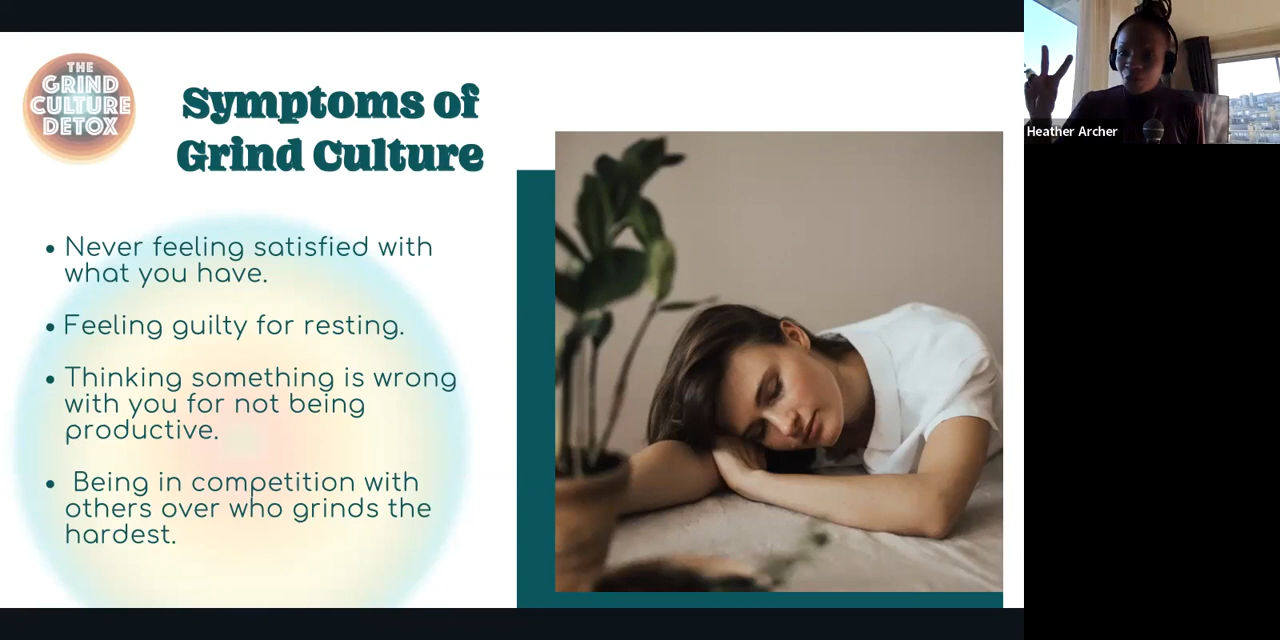 THE
GRIND
CULTURE
DETOX
Symptoms of
Grind Culture
• Never feeling satisfied with
what you have.
• Feeling guilty for resting.
• Thinking something is wrong
with you for not being
productive.
• Being in competition with
others over who grinds the
hardest.
Heather Archer